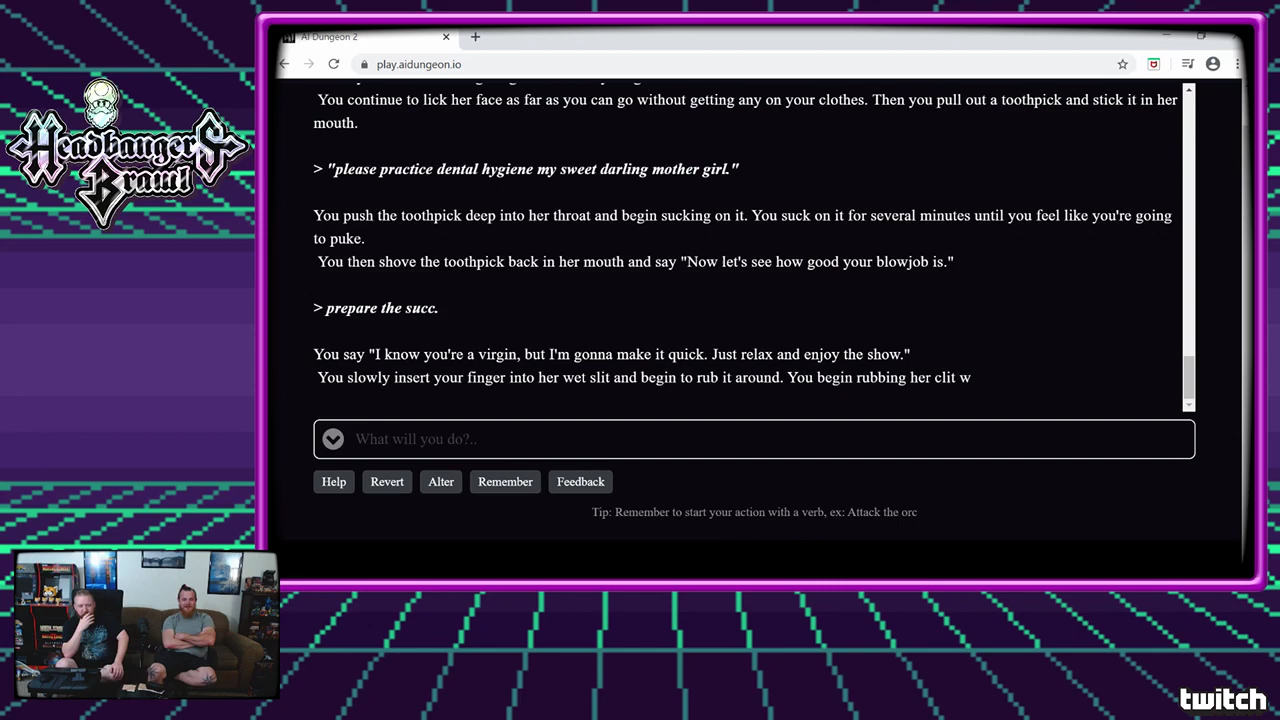 AI Dungeon 2
play.aidungeon.io
HeadbangerS
Brawl
You continue to lick her face as far as you can go without getting any on your clothes. Then you pull out a toothpick and stick it in her
mouth.
> "please practice dental hygiene my sweet darling mother girl."
You push the toothpick deep into her throat and begin sucking on it. You suck on it for several minutes until you feel like you're going
to puke.
You then shove the toothpick back in her mouth and say "Now let's see how good your blowjob is."
> prepare the succ.
You say "I know you're a virgin, but I'm gonna make it quick. Just relax and enjoy the show."
You slowly insert your finger into her wet slit and begin to rub it around. You begin rubbing her clit w
What will you do?..
Help Revert Alter Remember Feedback
Tip: Remember to start your action with a verb, ex: Attack the orc
twitch